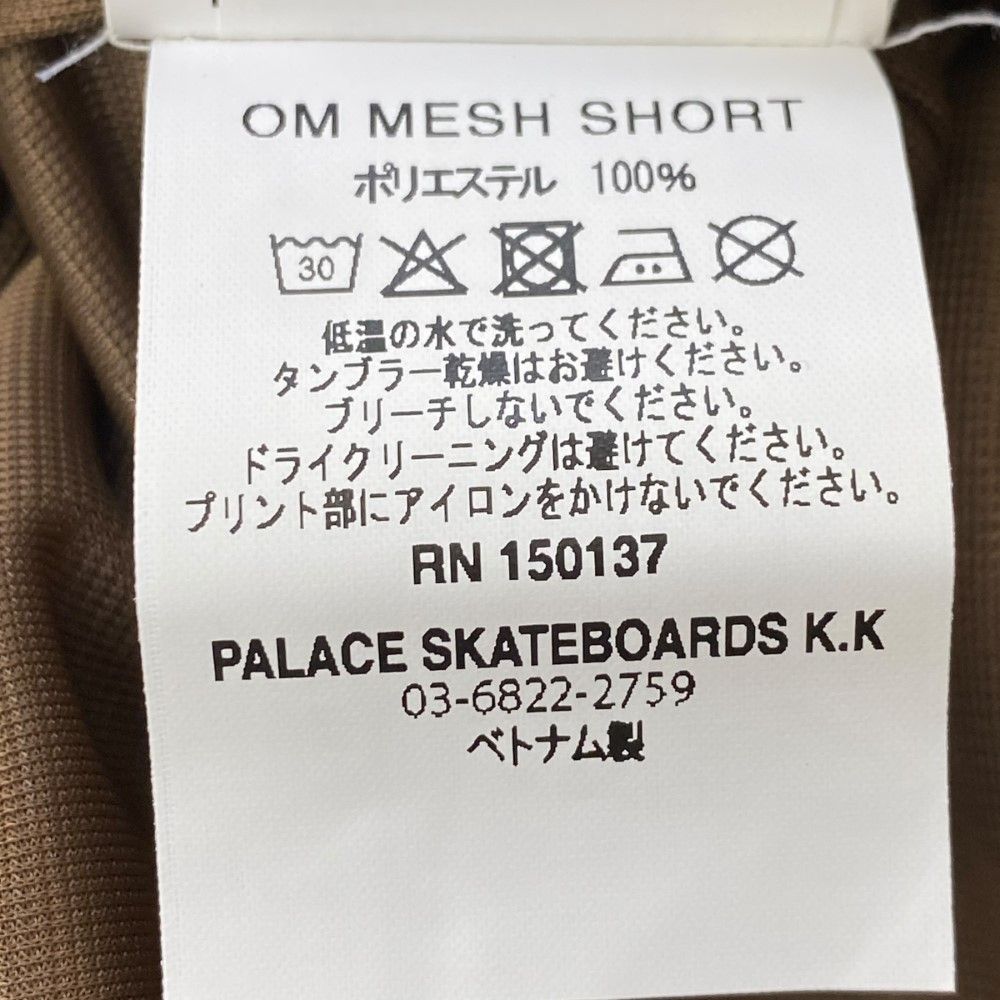 OM MESH SHORT
ポリエステル 100%
30
低温の水で洗ってください。
タンブラー乾燥はお避けください。
ブリーチしないでください。
ドライクリーニングは避けてください。
プリント部にアイロンをかけないでください。
RN 150137
PALACE SKATEBOARDS K.K
03-6822-2759
ベトナム製